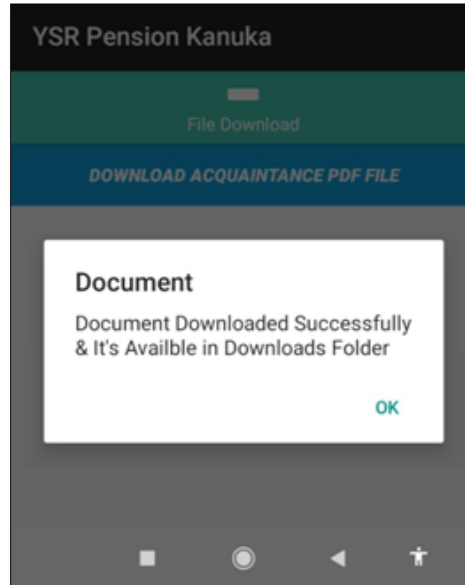 YSR Pension Kanuka
File Download
DOWNLOAD ACQUAINTANCE PDF FILE
Document
Document Downloaded Successfully
& It's Availble in Downloads Folder
OK